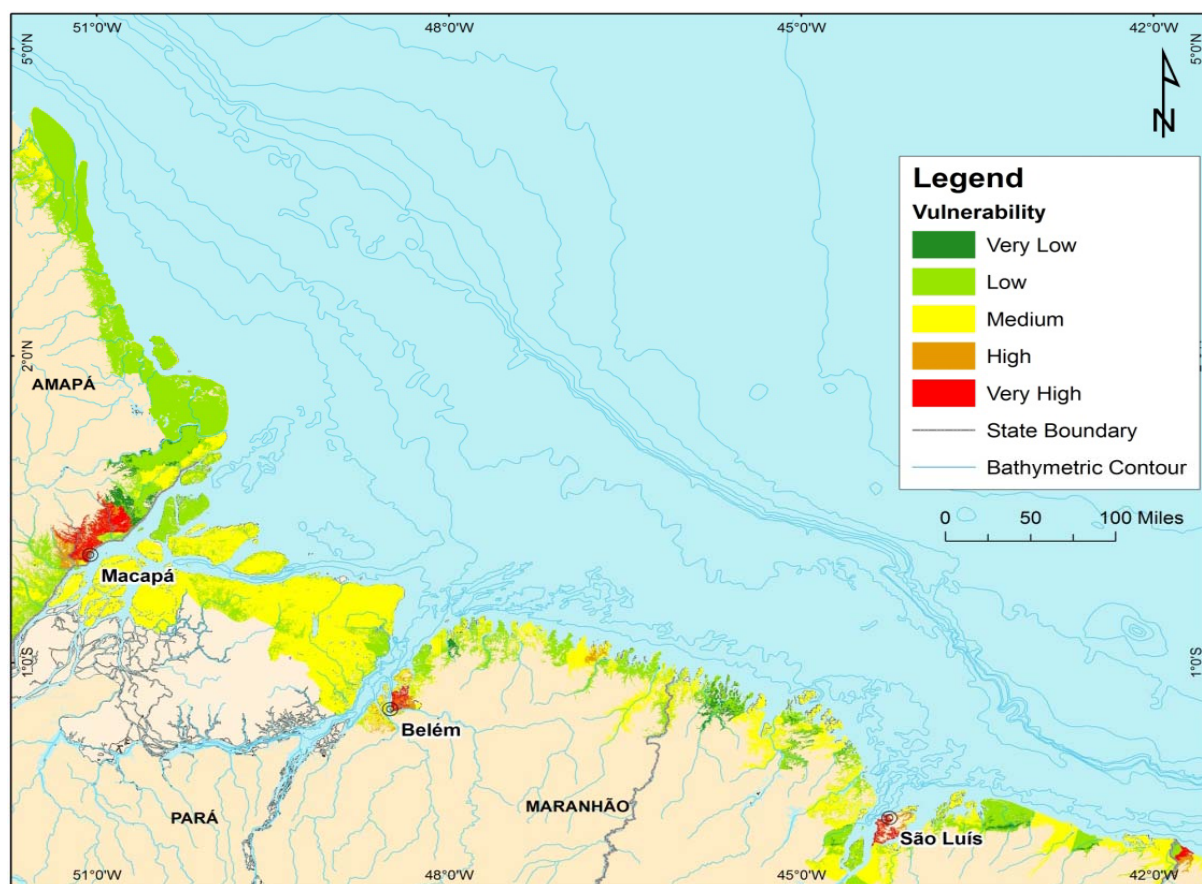 51°0'W 48°0'W 45°0'W 42°0'W
5°0'N 5°0'N
N
Legend
Vulnerability
Very Low
Low
Medium
High
Very High
State Boundary
Bathymetric Contour
0 50 100 Miles
2°0'N
AMAPÁ
Macapá
1°0'S 1°0'S
Belém
PARÁ
MARANHÃO
São Luís
51°0'W 48°0'W 45°0'W 42°0'W